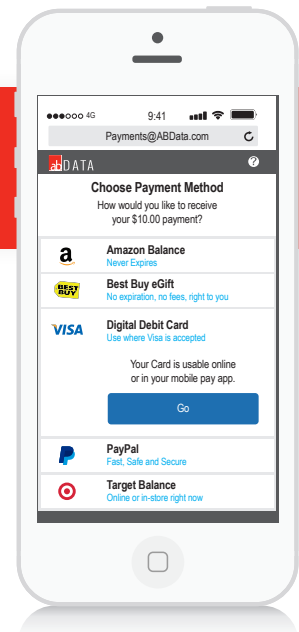 4G 9:41
Payments@ABData.com
ab DATA ?
Choose Payment Method
How would you like to receive
your $10.00 payment?
a
Amazon Balance
Never Expires
BEST
BUY
Best Buy eGift
No expiration, no fees, right to you
VISA
Digital Debit Card
Use where Visa is accepted
Your Card is usable online
or in your mobile pay app.
Go
PayPal
Fast, Safe and Secure
Target Balance
Online or in-store right now